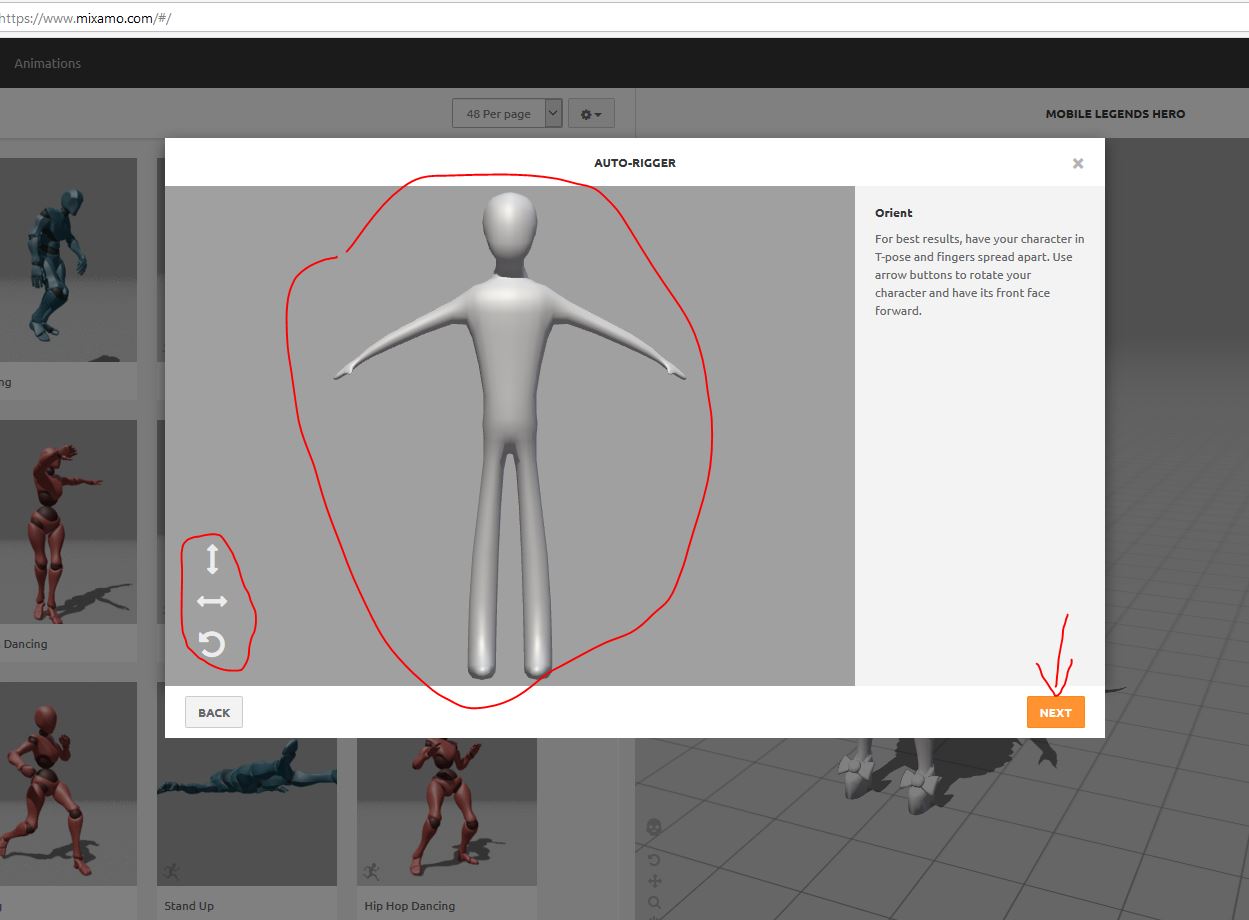 https://www.mixamo.com/#/
Animations
48 Per page
MOBILE LEGENDS HERO
AUTO-RIGGER
Orient
For best results, have your character in
T-pose and fingers spread apart. Use
arrow buttons to rotate your
character and have its front face
forward.
ng
Dancing
BACK
NEXT
Stand Up
Hip Hop Dancing